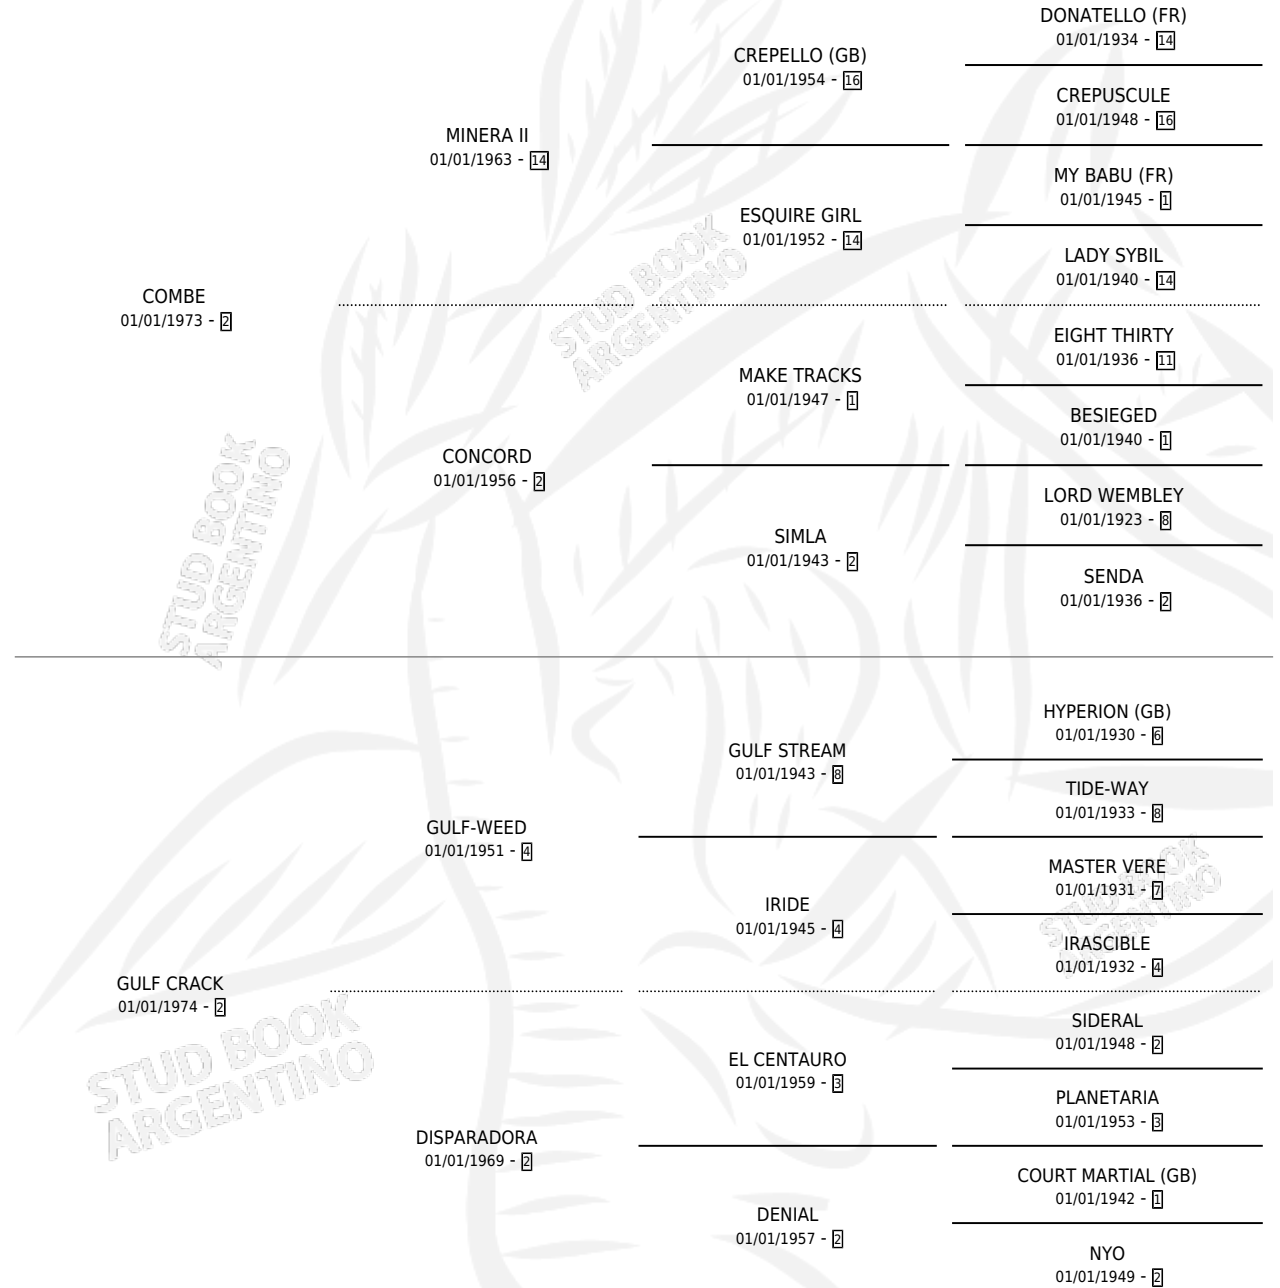 DONATELLO (FR)
01/01/1934 - 14
CREPELLO (GB)
01/01/1954 - 16
CREPUSCULE
01/01/1948 - 16
MINERA II
01/01/1963 - 14
MY BABU (FR)
01/01/1945 - 1
ESQUIRE GIRL
01/01/1952 - 14
LADY SYBIL
01/01/1940 - 14
COMBE
01/01/1973 - 2
STUD BOOK
ARGENTINO
EIGHT THIRTY
01/01/1936 - 11
MAKE TRACKS
01/01/1947 - 1
BESIEGED
01/01/1940 - 1
CONCORD
01/01/1956 - 2
LORD WEMBLEY
01/01/1923 - 8
SIMLA
01/01/1943 - 2
SENDA
01/01/1936 - 2
STUD BOOK
ARGENTINO
HYPERION (GB)
01/01/1930 - 6
GULF STREAM
01/01/1943 - 8
TIDE-WAY
01/01/1933 - 8
GULF-WEED
01/01/1951 - 4
MASTER VERE
01/01/1931 - 7
IRIDE
01/01/1945 - 4
IRASCIBLE
01/01/1932 - 4
STUD BOOK
ARGENTINO
GULF CRACK
01/01/1974 - 2
SIDERAL
01/01/1948 - 2
EL CENTAURO
01/01/1959 - 3
PLANETARIA
01/01/1953 - 3
STUD BOOK
ARGENTINO
DISPARADORA
01/01/1969 - 2
COURT MARTIAL (GB)
01/01/1942 - 1
DENIAL
01/01/1957 - 2
NYO
01/01/1949 - 2